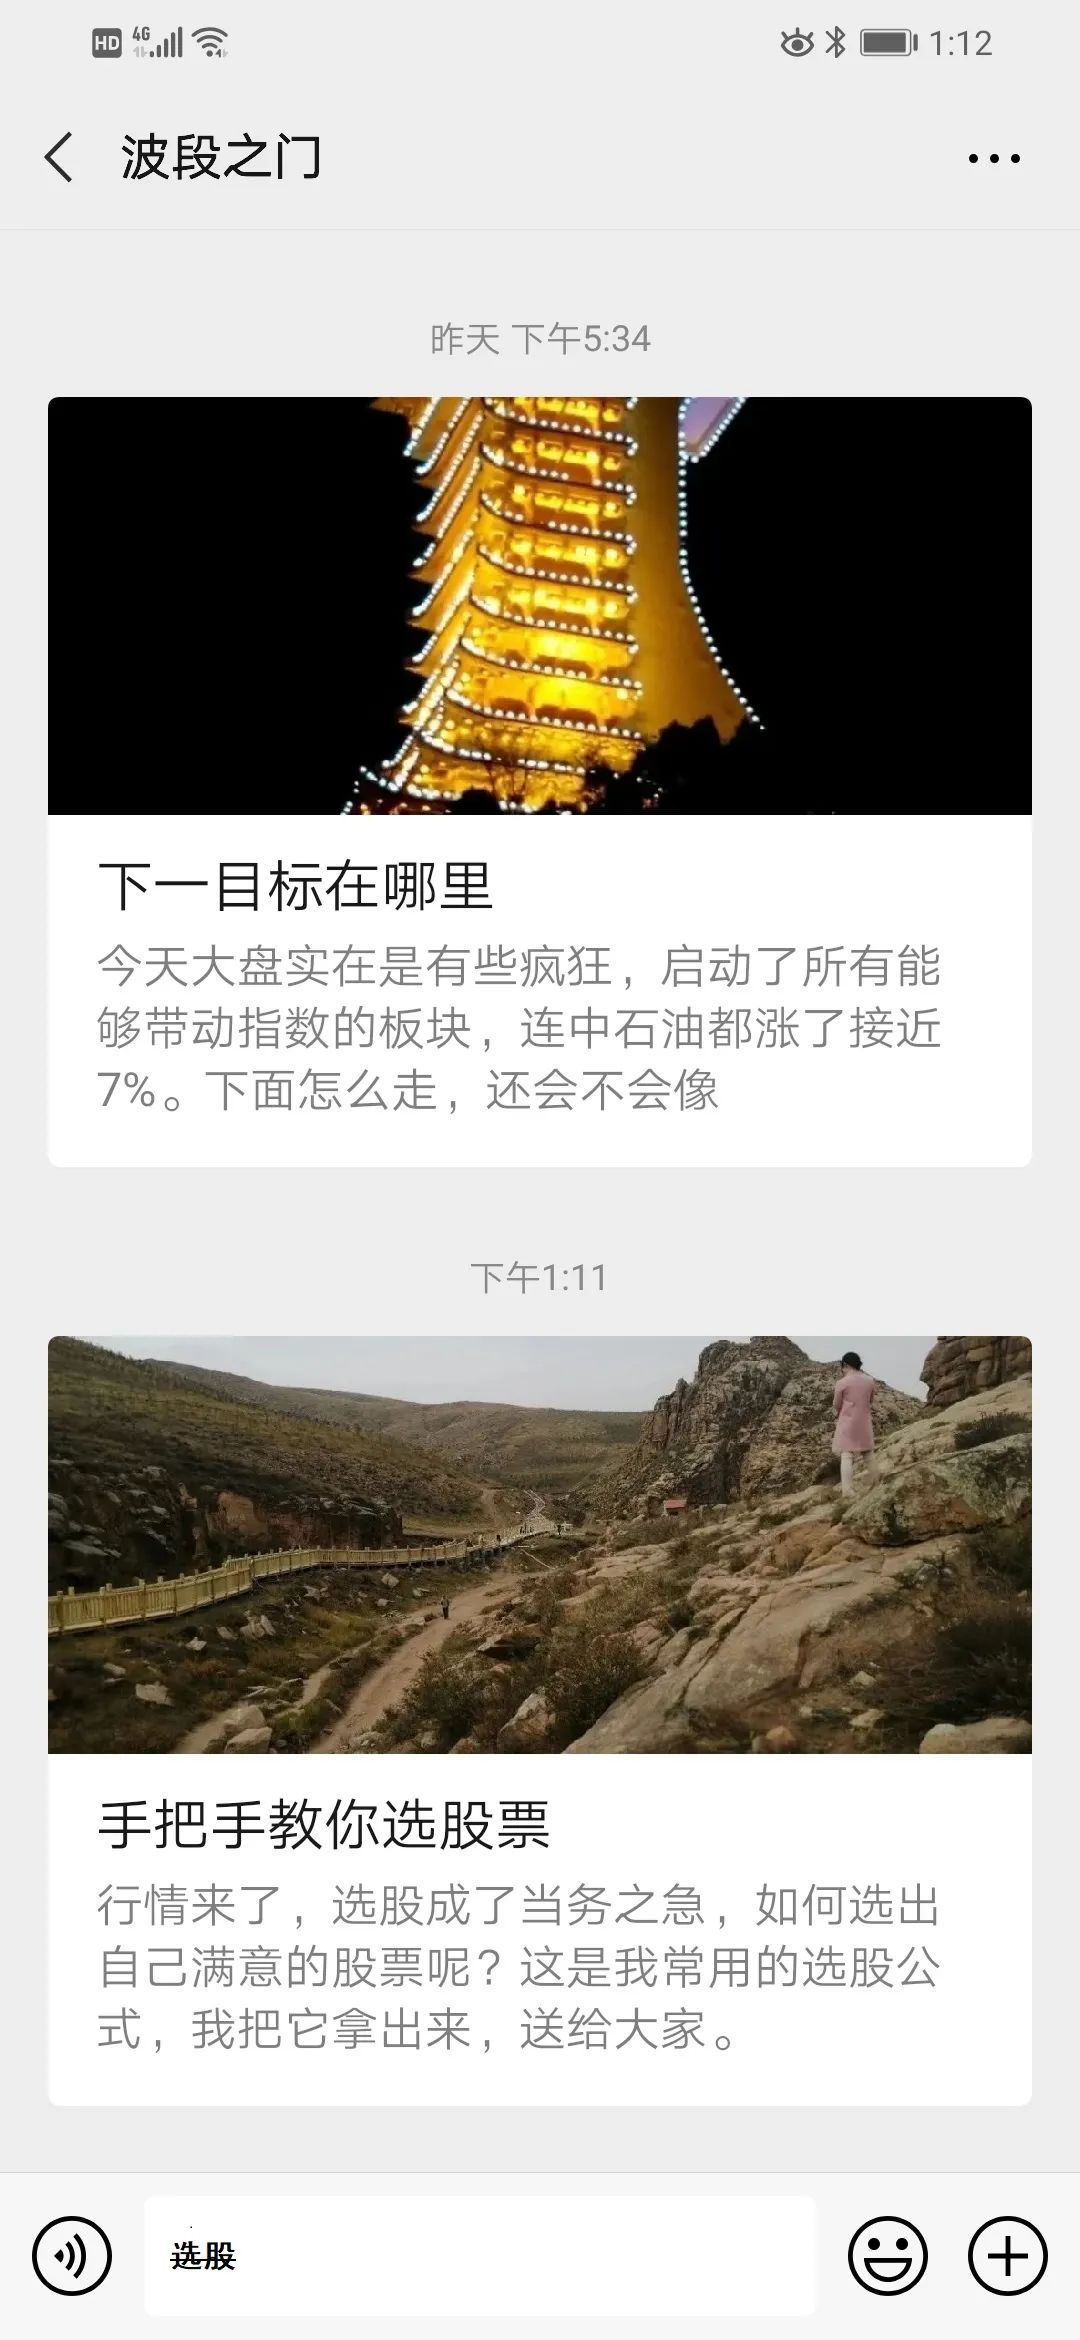 HD 4G 1:12
波段之门
昨天 下午5:34
下一目标在哪里
今天大盘实在是有些疯狂，启动了所有能
够带动指数的板块，连中石油都涨了接近
7%。下面怎么走，还会不会像
下午1:11
手把手教你选股票
行情来了，选股成了当务之急，如何选出
自己满意的股票呢？这是我常用的选股公
式，我把它拿出来，送给大家。
选股